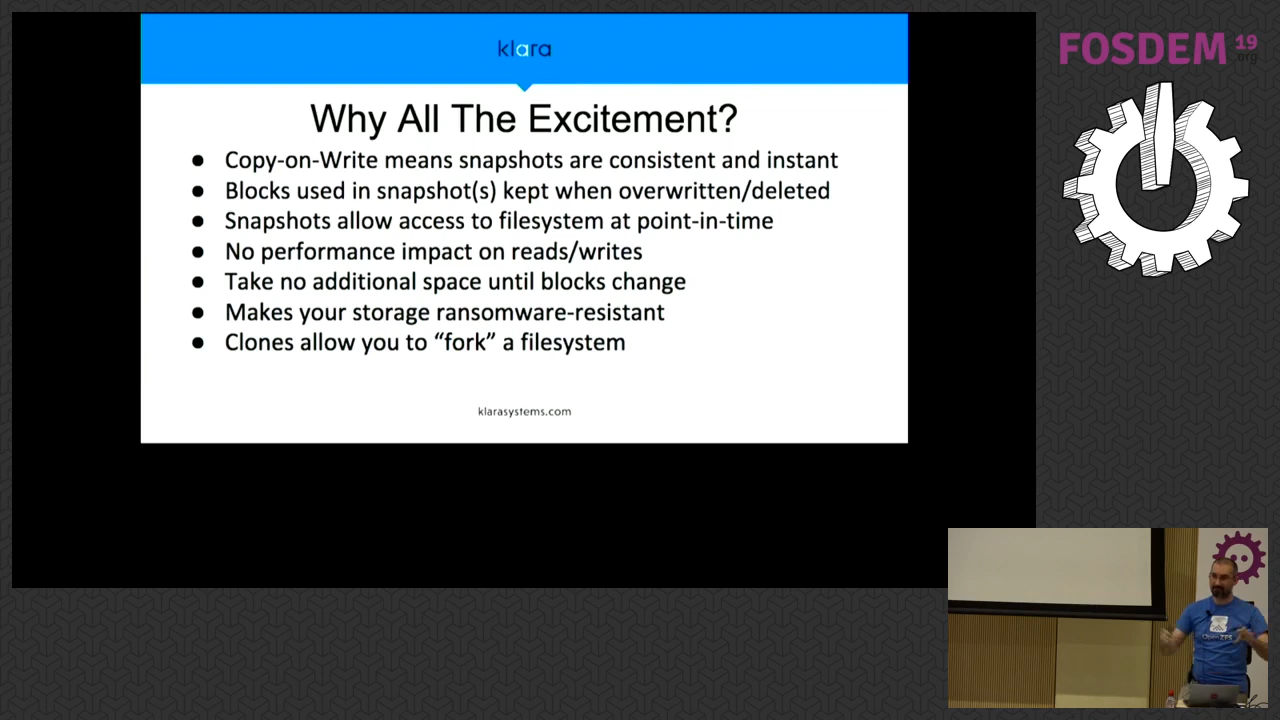 klara
FOSDEM 19
.org
Why All The Excitement?
● Copy-on-Write means snapshots are consistent and instant
● Blocks used in snapshot(s) kept when overwritten/deleted
● Snapshots allow access to filesystem at point-in-time
● No performance impact on reads/writes
● Take no additional space until blocks change
● Makes your storage ransomware-resistant
● Clones allow you to “fork” a filesystem
klarasystems.com
OpenZFS